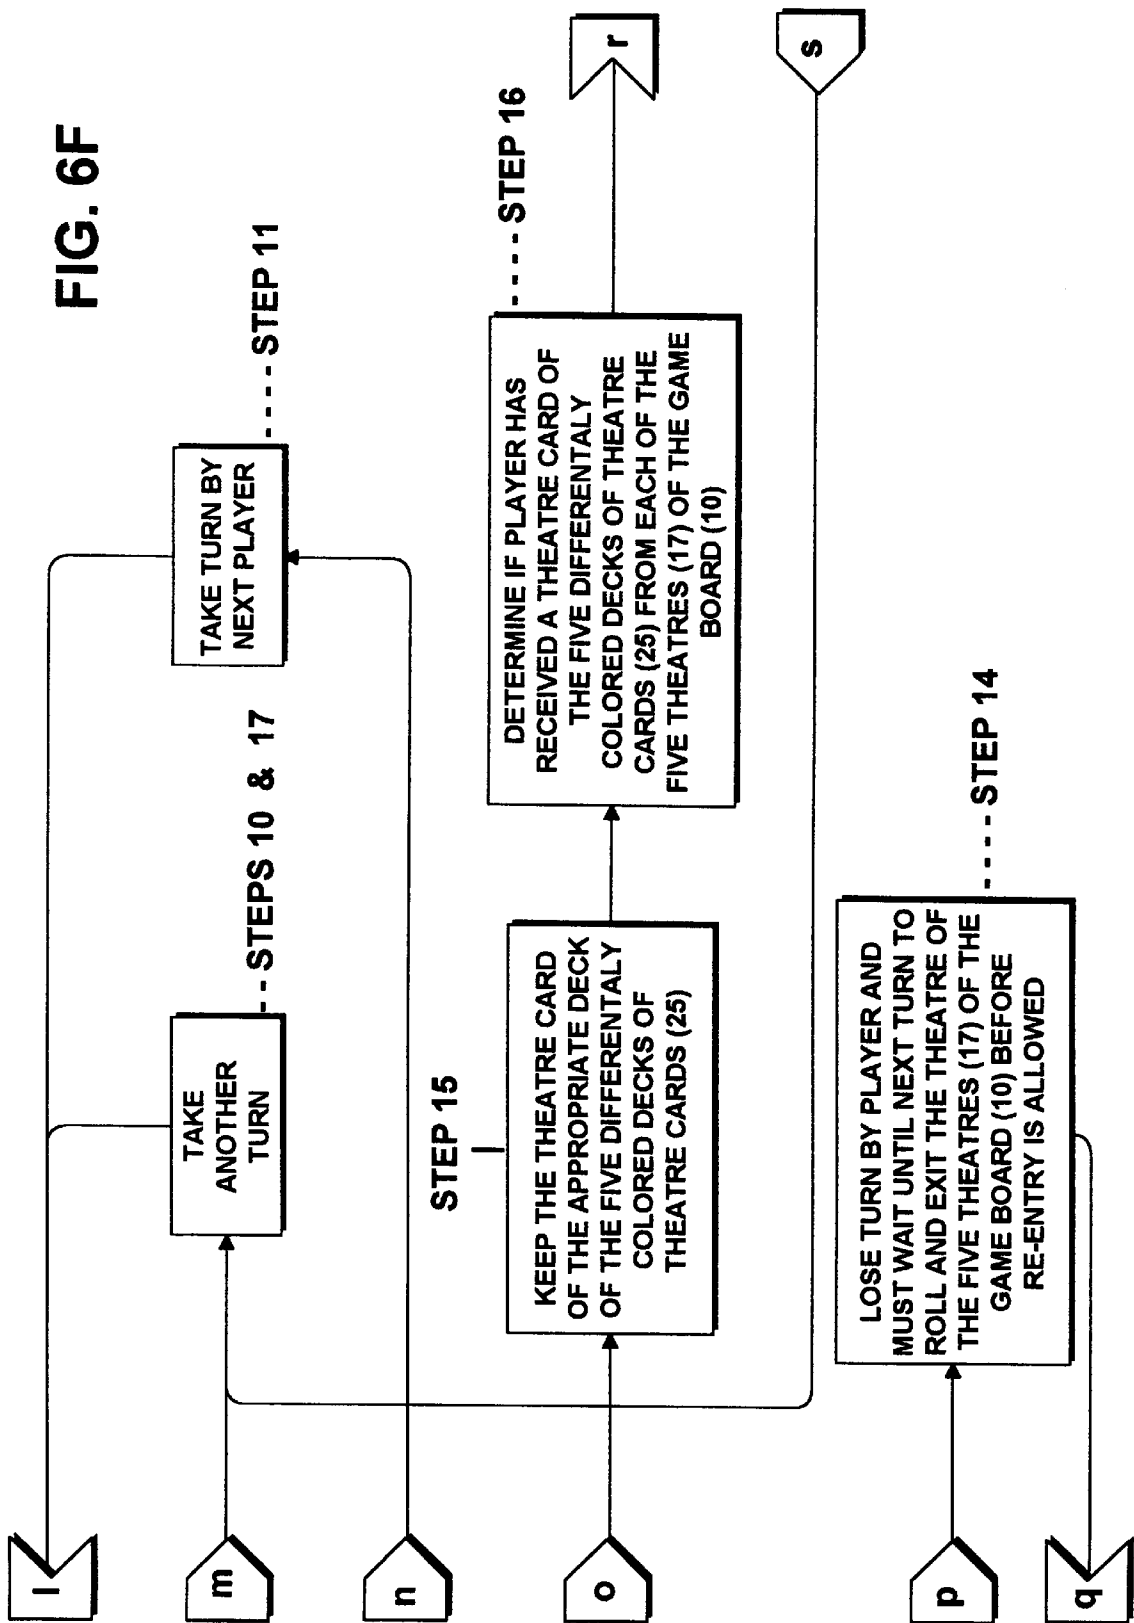 FIG. 6F
l
m
n
o
p
q
r
s
TAKE
ANOTHER
TURN
STEPS 10 & 17
TAKE TURN BY
NEXT PLAYER
STEP 11
STEP 15
KEEP THE THEATRE CARD
OF THE APPROPRIATE DECK
OF THE FIVE DIFFERENTALY
COLORED DECKS OF
THEATRE CARDS (25)
DETERMINE IF PLAYER HAS
RECEIVED A THEATRE CARD OF
THE FIVE DIFFERENTALY
COLORED DECKS OF THEATRE
CARDS (25) FROM EACH OF THE
FIVE THEATRES (17) OF THE GAME
BOARD (10)
STEP 16
LOSE TURN BY PLAYER AND
MUST WAIT UNTIL NEXT TURN TO
ROLL AND EXIT THE THEATRE OF
THE FIVE THEATRES (17) OF THE
GAME BOARD (10) BEFORE
RE-ENTRY IS ALLOWED
STEP 14